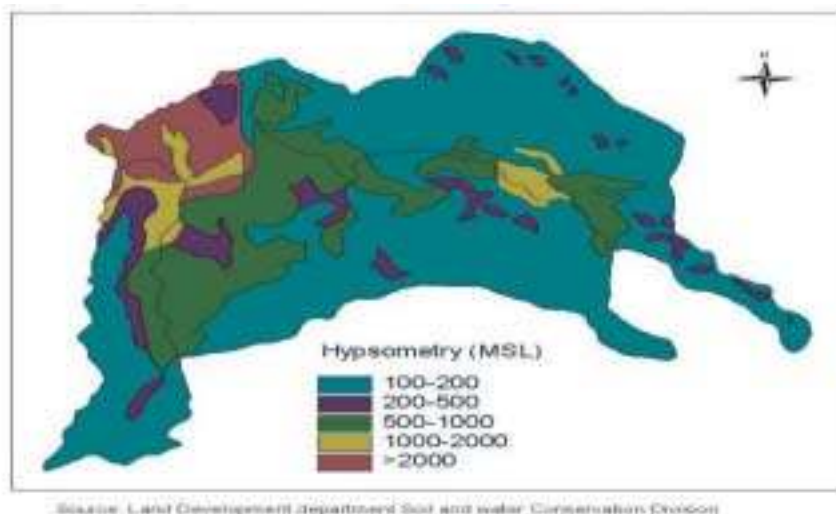 N
Hypsometry (MSL)
100-200
200-500
500-1000
1000-2000
>2000
Source: Land Development department Soil and water Conservation Division